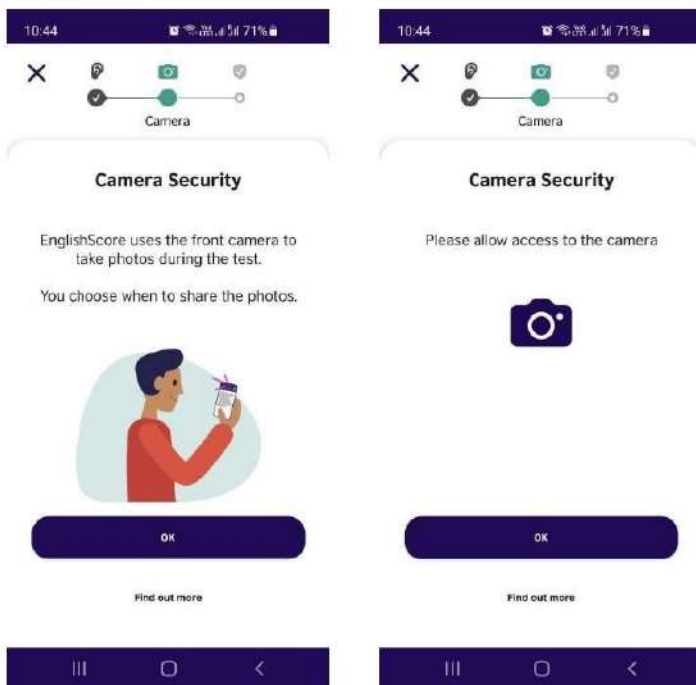 10:44
71%
Camera
Camera Security
EnglishScore uses the front camera to
take photos during the test.
You choose when to share the photos.
OK
Find out more
10:44
71%
Camera
Camera Security
Please allow access to the camera
OK
Find out more